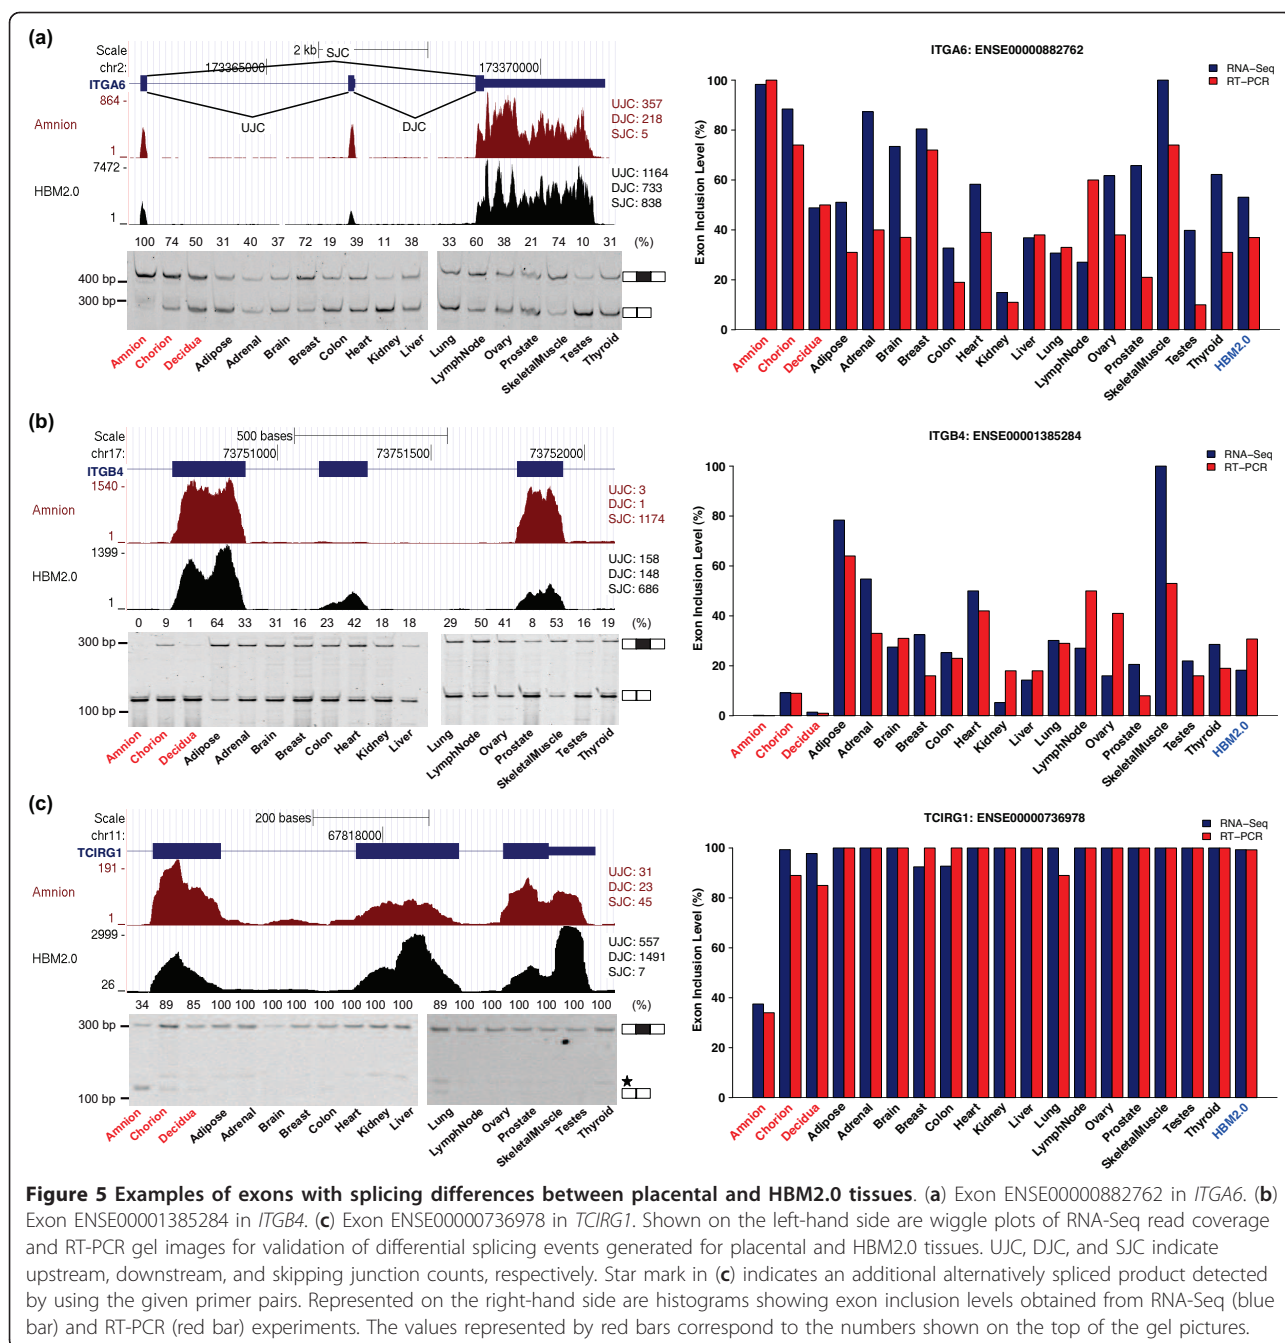 (a)
Scale 2 kb SJC
chr2: 173365000 173370000
ITGA6
864 -
Amnion
UJC DJC
UJC: 357
DJC: 218
SJC: 5
1
7472 -
HBM2.0
UJC: 1164
DJC: 733
SJC: 838
1
100 74 50 31 40 37 72 19 39 11 38 33 60 38 21 74 10 31 (%)
400 bp
300 bp
Amnion Chorion Decidua Adipose Adrenal Brain Breast Colon Heart Kidney Liver Lung LymphNode Ovary Prostate SkeletalMuscle Testes Thyroid
ITGA6: ENSE00000882762
RNA-Seq
RT-PCR
Exon Inclusion Level (%)
100
80
60
40
20
0
Amnion Chorion Decidua Adipose Adrenal Brain Breast Colon Heart Kidney Liver Lung LymphNode Ovary Prostate SkeletalMuscle Testes Thyroid HBM2.0
(b)
Scale 500 bases
chr17: 73751000 73751500 73752000
ITGB4
1540 -
Amnion
UJC: 3
DJC: 1
SJC: 1174
1
1399 -
HBM2.0
UJC: 158
DJC: 148
SJC: 686
1
0 9 1 64 33 31 16 23 42 18 18 29 50 41 8 53 16 19 (%)
300 bp
100 bp
Amnion Chorion Decidua Adipose Adrenal Brain Breast Colon Heart Kidney Liver Lung LymphNode Ovary Prostate SkeletalMuscle Testes Thyroid
ITGB4: ENSE00001385284
RNA-Seq
RT-PCR
Exon Inclusion Level (%)
100
80
60
40
20
0
Amnion Chorion Decidua Adipose Adrenal Brain Breast Colon Heart Kidney Liver Lung LymphNode Ovary Prostate SkeletalMuscle Testes Thyroid HBM2.0
(c)
Scale 200 bases
chr11: 67818000
TCIRG1
191 -
Amnion
UJC: 31
DJC: 23
SJC: 45
1
2999 -
HBM2.0
UJC: 557
DJC: 1491
SJC: 7
26
34 89 85 100 100 100 100 100 100 100 89 100 100 100 100 100 (%)
300 bp
100 bp
★
Amnion Chorion Decidua Adipose Adrenal Brain Breast Colon Heart Kidney Liver Lung LymphNode Ovary Prostate SkeletalMuscle Testes Thyroid
TCIRG1: ENSE00000736978
RNA-Seq
RT-PCR
Exon Inclusion Level (%)
100
80
60
40
20
0
Amnion Chorion Decidua Adipose Adrenal Brain Breast Colon Heart Kidney Liver Lung LymphNode Ovary Prostate SkeletalMuscle Testes Thyroid HBM2.0
Figure 5 Examples of exons with splicing differences between placental and HBM2.0 tissues. (a) Exon ENSE00000882762 in ITGA6. (b)
Exon ENSE00001385284 in ITGB4. (c) Exon ENSE00000736978 in TCIRG1. Shown on the left-hand side are wiggle plots of RNA-Seq read coverage
and RT-PCR gel images for validation of differential splicing events generated for placental and HBM2.0 tissues. UJC, DJC, and SJC indicate
upstream, downstream, and skipping junction counts, respectively. Star mark in (c) indicates an additional alternatively spliced product detected
by using the given primer pairs. Represented on the right-hand side are histograms showing exon inclusion levels obtained from RNA-Seq (blue
bar) and RT-PCR (red bar) experiments. The values represented by red bars correspond to the numbers shown on the top of the gel pictures.